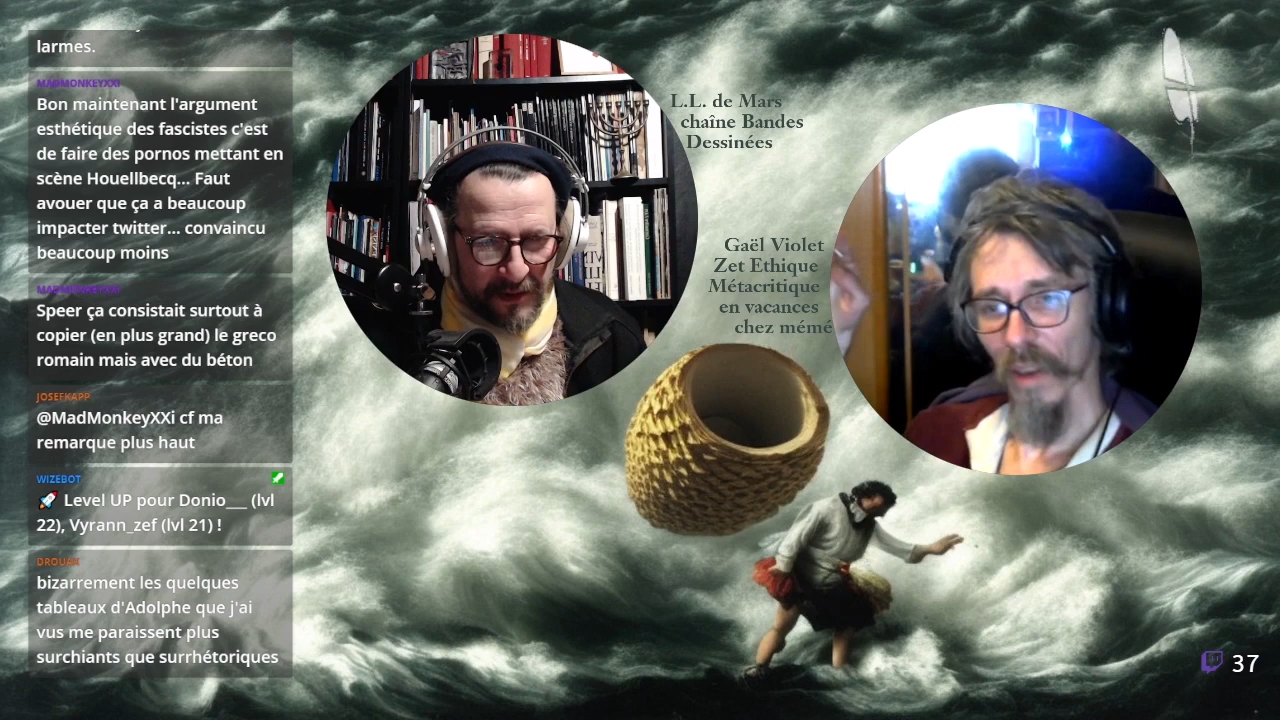 larmes.
MADMONKEYXXI
Bon maintenant l'argument
esthétique des fascistes c'est
de faire des pornos mettant en
scène Houellbecq... Faut
avouer que ça a beaucoup
impacter twitter... convaincu
beaucoup moins
MADMONKEYXXI
Speer ça consistait surtout à
copier (en plus grand) le greco
romain mais avec du béton
JOSEFKAPP
@MadMonkeyXXi cf ma
remarque plus haut
WIZEBOT
🚀 Level UP pour Donio___ (lvl
22), Vyrann_zef (lvl 21) !
bizarrement les quelques
tableaux d'Adolphe que j'ai
vus me paraissent plus
surchiants que surrhétoriques
L.L. de Mars
chaîne Bandes
Dessinées
Gaël Violet
Zet Ethique
Métacritique
en vacances
chez mémé
37